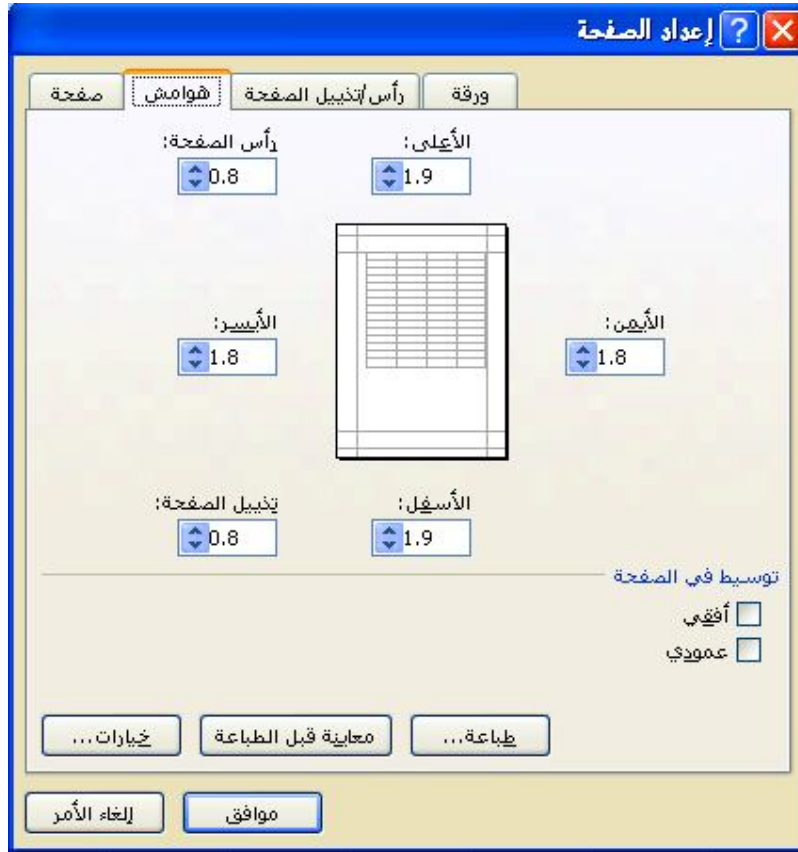 إعداد الصفحة
صفحة هوامش رأس/تذييل الصفحة ورقة
الأعلى: رأس الصفحة:
1.9 0.8
الأيمن: الأيسر:
1.8 1.8
الأسفل: تذييل الصفحة:
1.9 0.8
توسيط في الصفحة
أفقي
عمودي
طباعة... معاينة قبل الطباعة خيارات...
موافق إلغاء الأمر